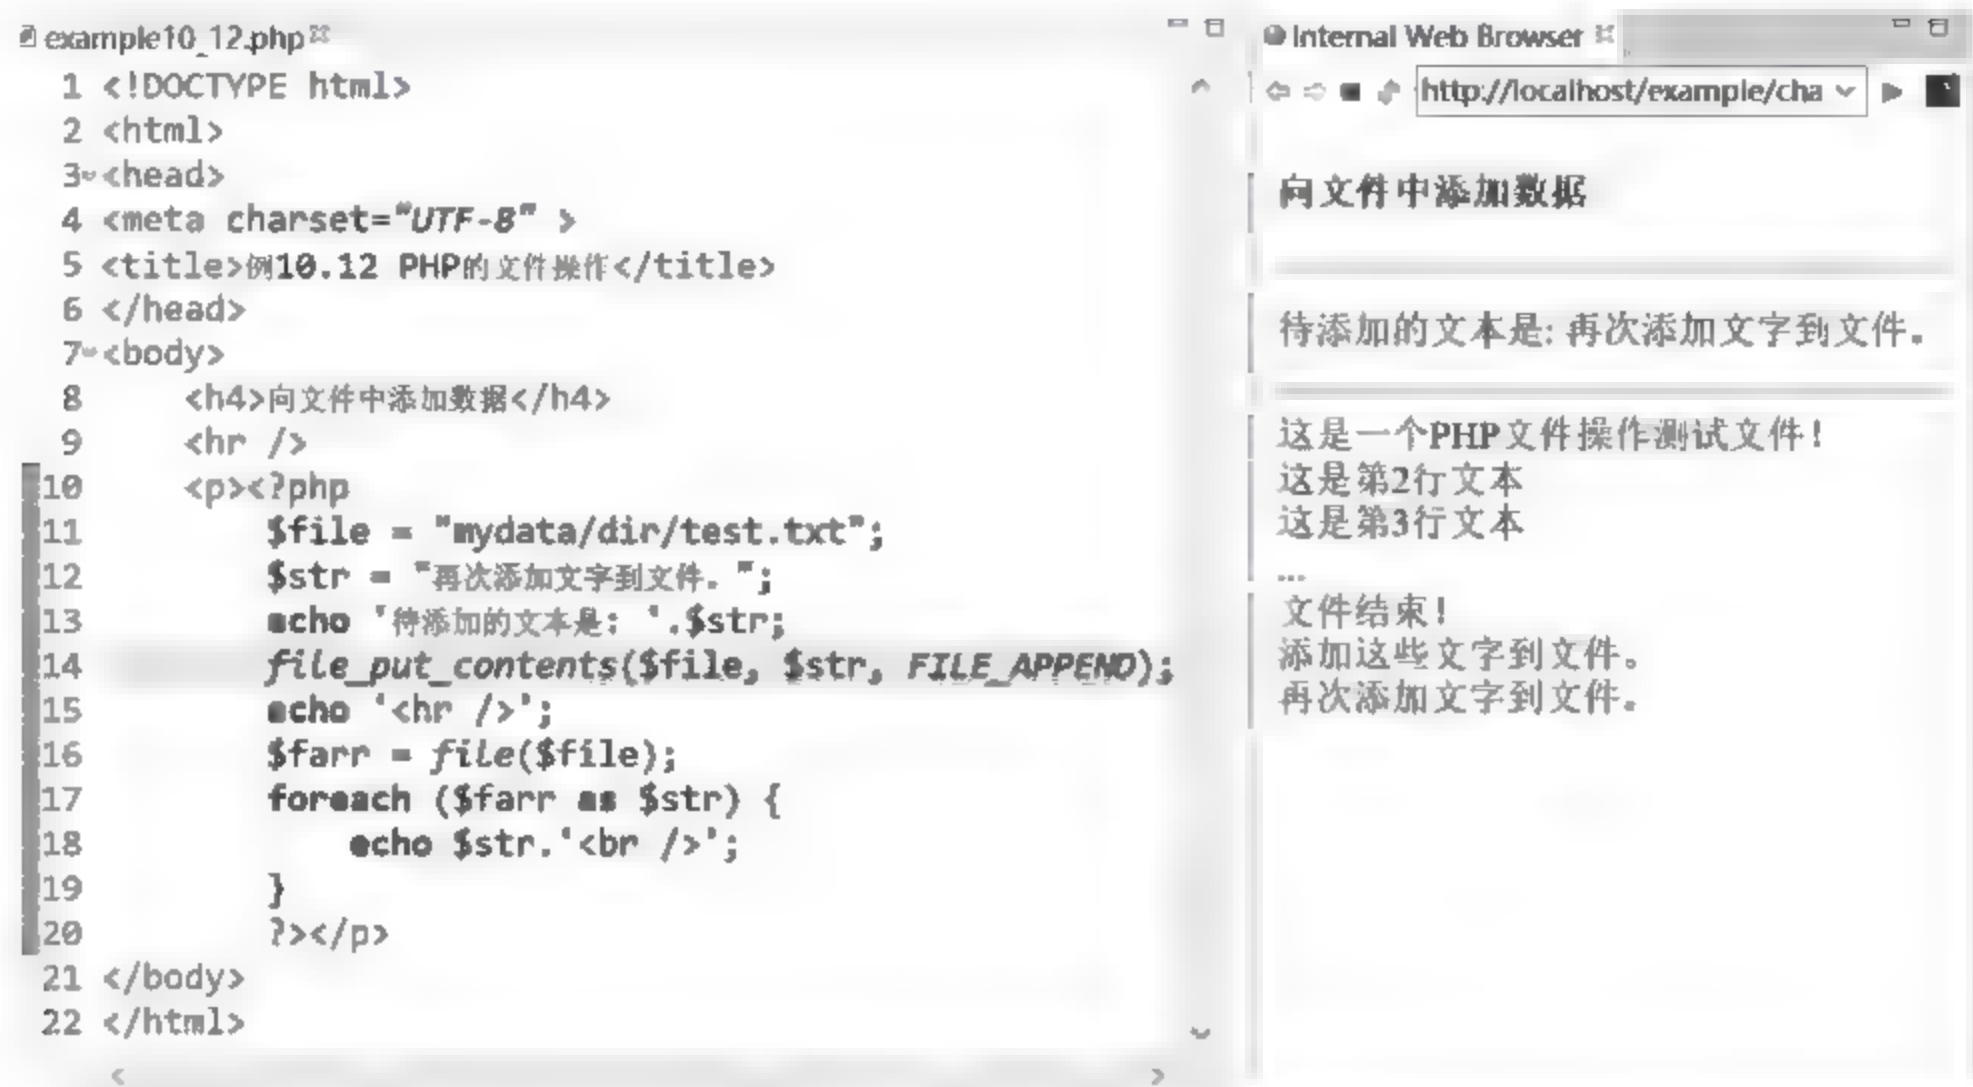 example10_12.php
1 <!DOCTYPE html>
2 <html>
3 <head>
4 <meta charset="UTF-8" >
5 <title>例10.12 PHP的文件操作</title>
6 </head>
7 <body>
8     <h4>向文件中添加数据</h4>
9     <hr />
10     <p><?php
11         $file = "mydata/dir/test.txt";
12         $str = "再次添加文字到文件。";
13         echo '待添加的文本是: '.$str;
14         file_put_contents($file, $str, FILE_APPEND);
15         echo '<hr />';
16         $farr = file($file);
17         foreach ($farr as $str) {
18             echo $str.'<br />';
19         }
20         ?></p>
21 </body>
22 </html>
Internal Web Browser
http://localhost/example/cha
向文件中添加数据
待添加的文本是: 再次添加文字到文件。
这是一个PHP文件操作测试文件!
这是第2行文本
这是第3行文本
...
文件结束!
添加这些文字到文件。
再次添加文字到文件。